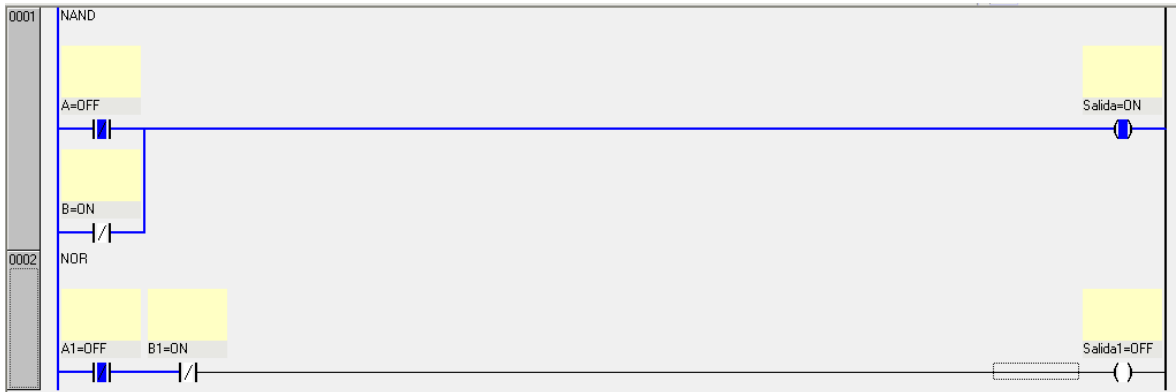 0001
NAND
A=OFF
Salida=ON
B=ON
0002
NOR
A1=OFF B1=ON
Salida1=OFF